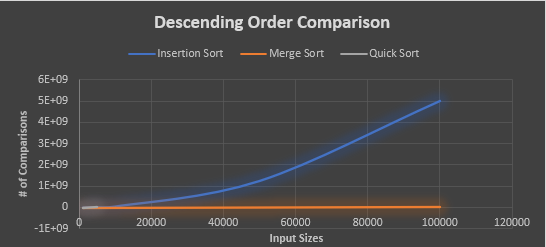 Descending Order Comparison
Insertion Sort Merge Sort Quick Sort
6E+09
5E+09
4E+09
3E+09
2E+09
1E+09
0
-1E+09
# of Comparisons
0 20000 40000 60000 80000 100000 120000
Input Sizes